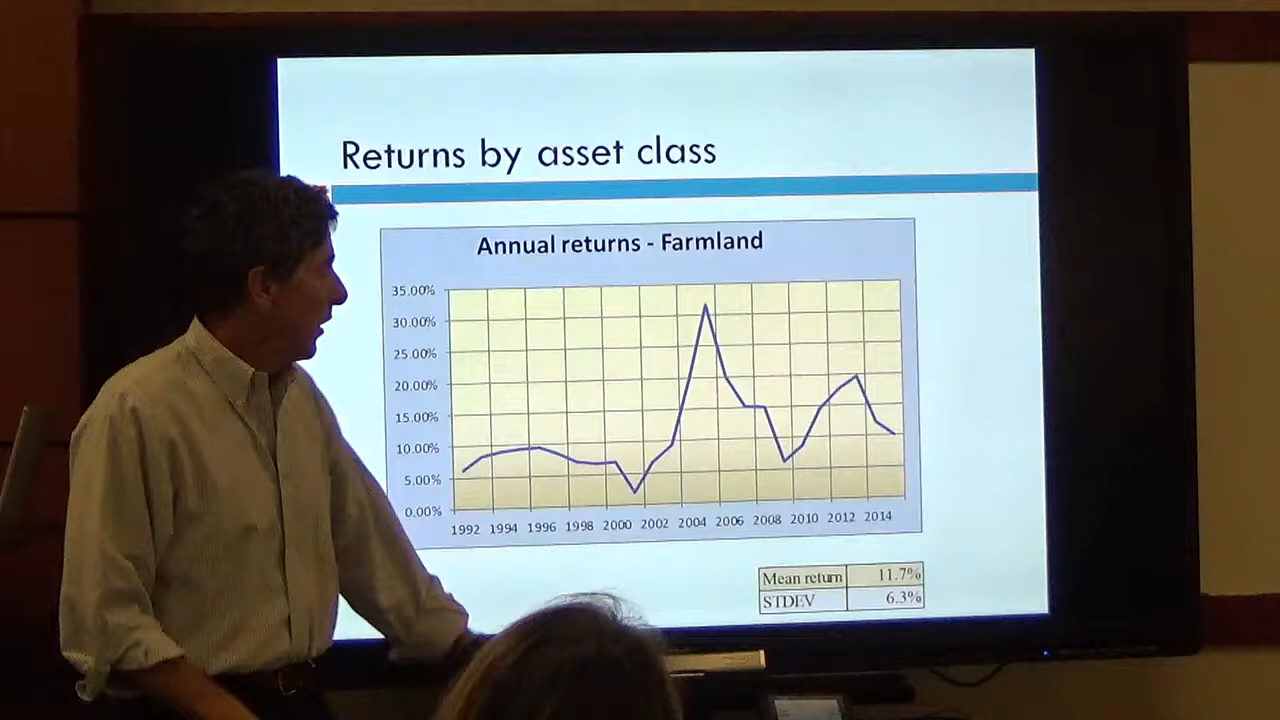 Returns by asset class
Annual returns - Farmland
35.00%
30.00%
25.00%
20.00%
15.00%
10.00%
5.00%
0.00%
1992 1994 1996 1998 2000 2002 2004 2006 2008 2010 2012 2014
Mean return 11.7%
STDEV 6.3%